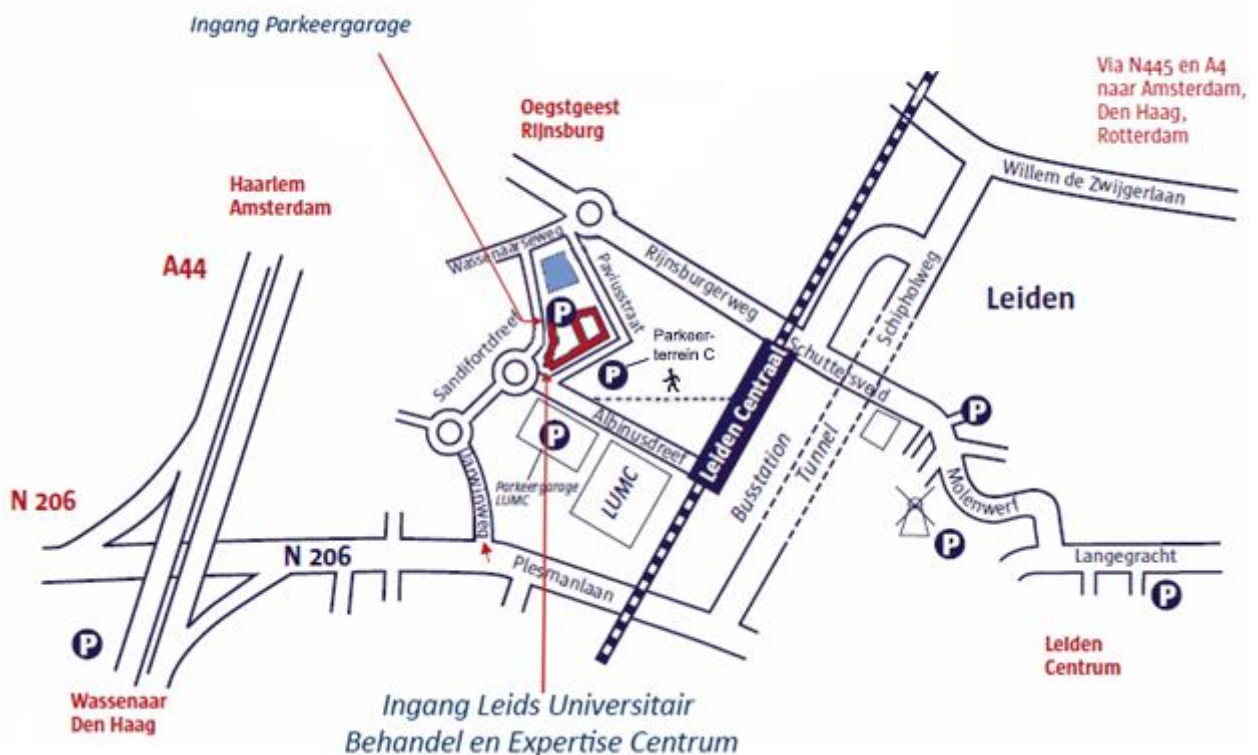 Ingang Parkeergarage
Via N445 en A4
naar Amsterdam,
Den Haag,
Rotterdam
Oegstgeest
Rijnsburg
Willem de Zwijgerlaan
Haarlem
Amsterdam
Wassenaarseweg
Rijnsburgerweg
A44
Paviusstraat
Schipholweg
Leiden
P
Parkeer-
terrein C
Sandifortdreef
Schuttersveld
P
P
Leiden Centraal
Albinusdreef
P
Busstation
Tunnel
Parkeergarage
LUMC
LUMC
Molenwerf
N 206
Darwinweg
P
N 206
Langegracht
Plesmanlaan
P
P
Leiden
Centrum
Wassenaar
Den Haag
Ingang Leids Universitair
Behandel en Expertise Centrum